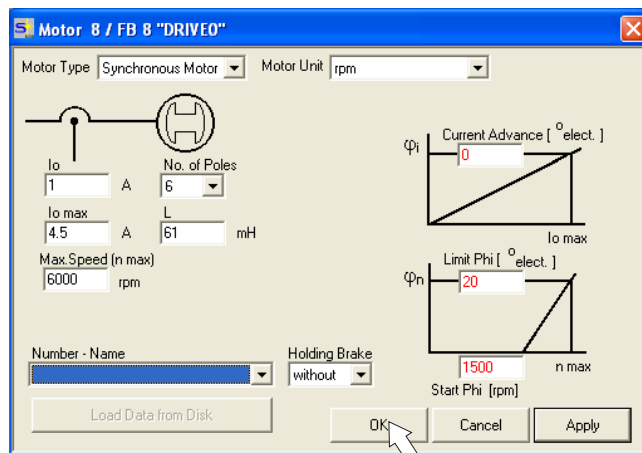 Motor 8 / FB 8 "DRIVE0"
Motor Type Synchronous Motor Motor Unit rpm
Io
1 A
No. of Poles
6
Io max
4.5 A
L
61 mH
Max.Speed (n max)
6000 rpm
φi
Current Advance [ °elect. ]
0
Io max
φn
Limit Phi [ °elect. ]
20
1500 n max
Start Phi [rpm]
Number - Name
Holding Brake
without
Load Data from Disk
OK Cancel Apply